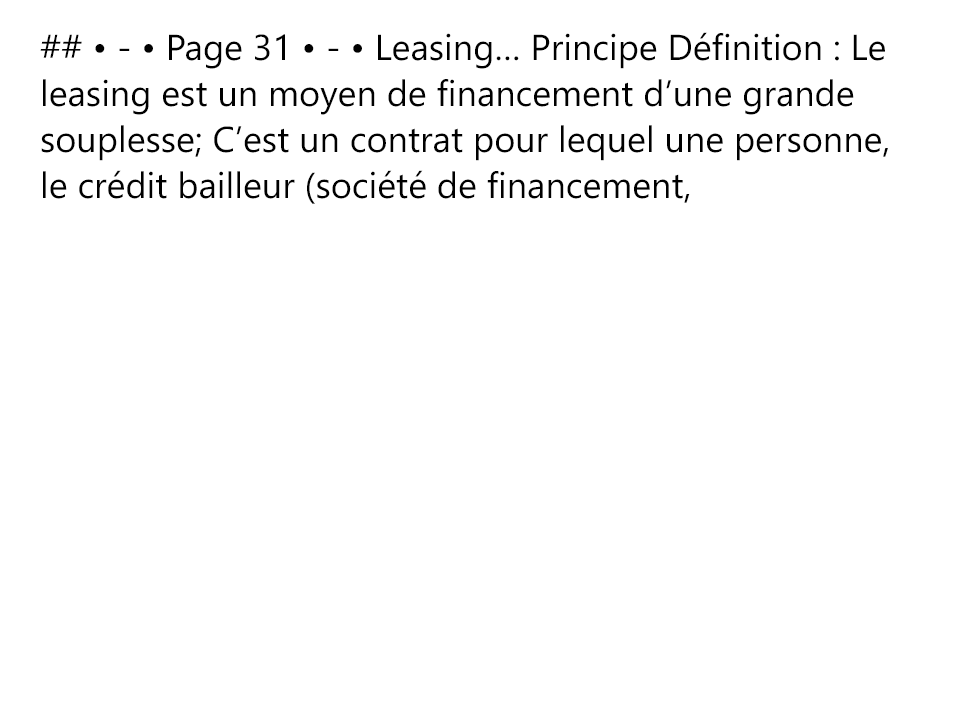 ## • - • Page 31 • - • Leasing… Principe Définition : Le
leasing est un moyen de financement d’une grande
souplesse; C’est un contrat pour lequel une personne,
le crédit bailleur (société de financement,